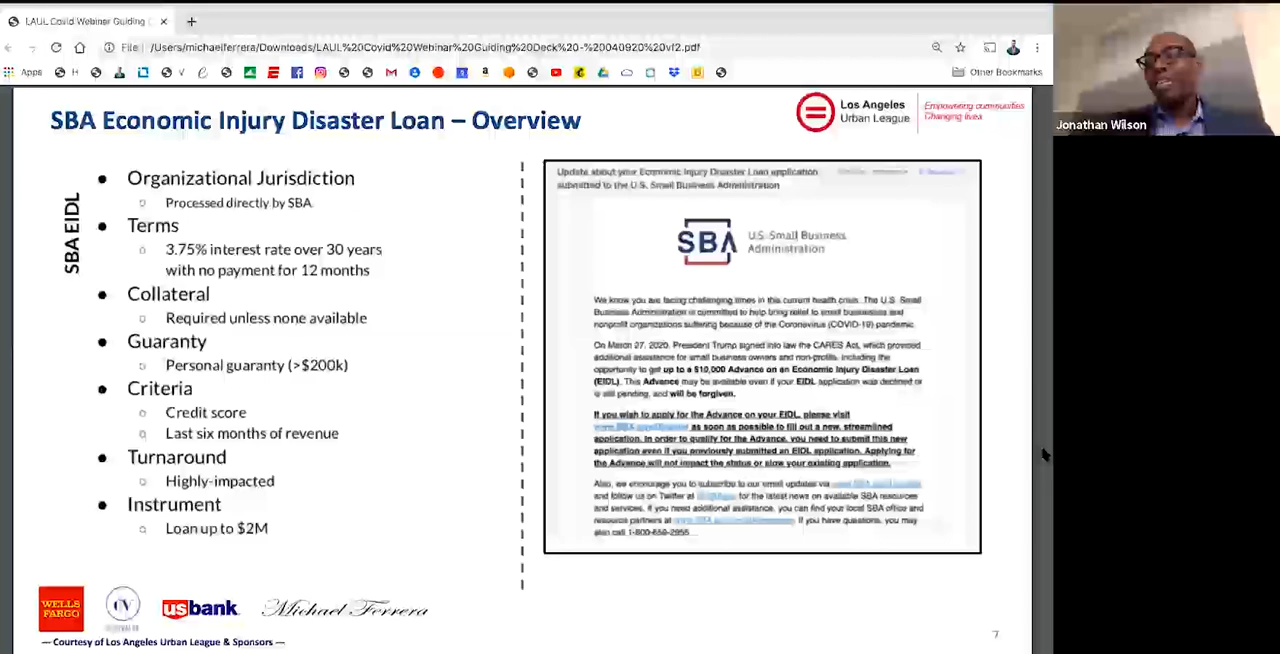 LAUL Covid Webinar Guiding
File /Users/michaelferrera/Downloads/LAUL%20Covid%20Webinar%20Guiding%20Deck%20-%20040920%20vf2.pdf
Apps
H
V
Other Bookmarks
SBA Economic Injury Disaster Loan – Overview
Los Angeles
Urban League
Empowering communities
Changing lives
SBA EIDL
Organizational Jurisdiction
Processed directly by SBA
Terms
3.75% interest rate over 30 years
with no payment for 12 months
Collateral
Required unless none available
Guaranty
Personal guaranty (>$200k)
Criteria
Credit score
Last six months of revenue
Turnaround
Highly-impacted
Instrument
Loan up to $2M
Update about your Economic Injury Disaster Loan application
submitted to the U.S. Small Business Administration
SBA
U.S. Small Business
Administration
We know you are facing challenging times in this current health crisis. The U.S. Small
Business Administration is committed to help bring relief to small businesses and
nonprofit organizations suffering because of the Coronavirus (COVID-19) pandemic.
On March 27, 2020, President Trump signed into law the CARES Act, which provided
additional assistance for small business owners and non-profits, including the
opportunity to get up to a $10,000 Advance on an Economic Injury Disaster Loan
(EIDL). This Advance may be available even if your EIDL application was declined or
is still pending, and will be forgiven.
If you wish to apply for the Advance on your EIDL, please visit
as soon as possible to fill out a new, streamlined
application. In order to qualify for the Advance, you need to submit this new
application even if you previously submitted an EIDL application. Applying for
the Advance will not impact the status or slow your existing application.
Also, we encourage you to subscribe to our email updates via
and follow us on Twitter at for the latest news on available SBA resources
and services. If you need additional assistance, you can find your local SBA office and
resource partners at If you have questions, you may
also call 1-800-659-2955
WELLS
FARGO
CV
usbank
Michael Ferrera
— Courtesy of Los Angeles Urban League & Sponsors —
7
Jonathan Wilson